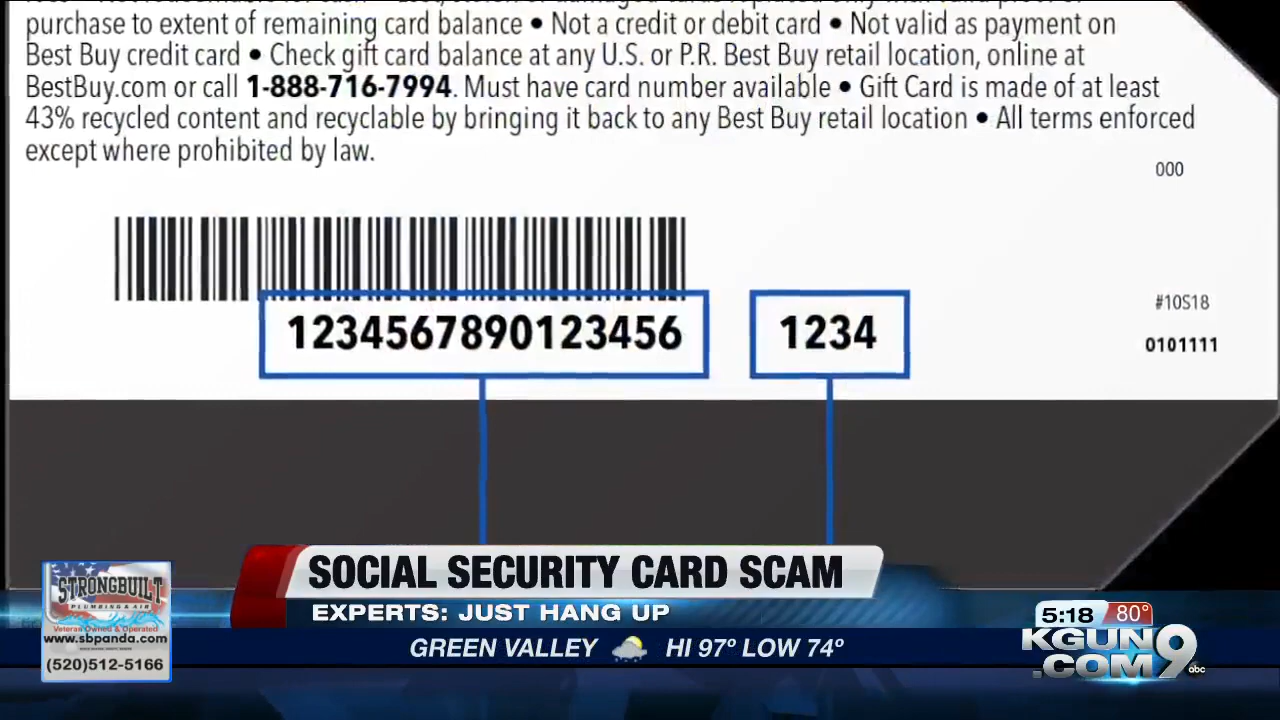 purchase to extent of remaining card balance • Not a credit or debit card • Not valid as payment on
Best Buy credit card • Check gift card balance at any U.S. or P.R. Best Buy retail location, online at
BestBuy.com or call 1-888-716-7994. Must have card number available • Gift Card is made of at least
43% recycled content and recyclable by bringing it back to any Best Buy retail location • All terms enforced
except where prohibited by law.
000
1234567890123456 1234
#10S18
0101111
SOCIAL SECURITY CARD SCAM
EXPERTS: JUST HANG UP
GREEN VALLEY HI 97° LOW 74°
STRONGBUILT
PLUMBING & AIR
Veteran Owned & Operated
www.sbpanda.com
(520)512-5166
5:18 80°
KGUN9
.COM abc